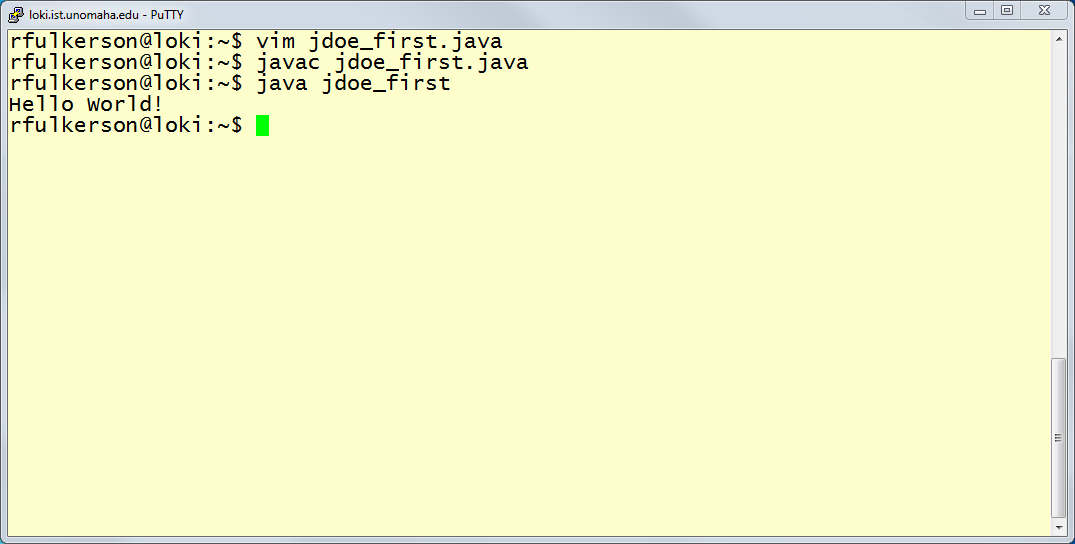 loki.ist.unomaha.edu - PuTTY
rfulkerson@loki:~$ vim jdoe_first.java
rfulkerson@loki:~$ javac jdoe_first.java
rfulkerson@loki:~$ java jdoe_first
Hello World!
rfulkerson@loki:~$